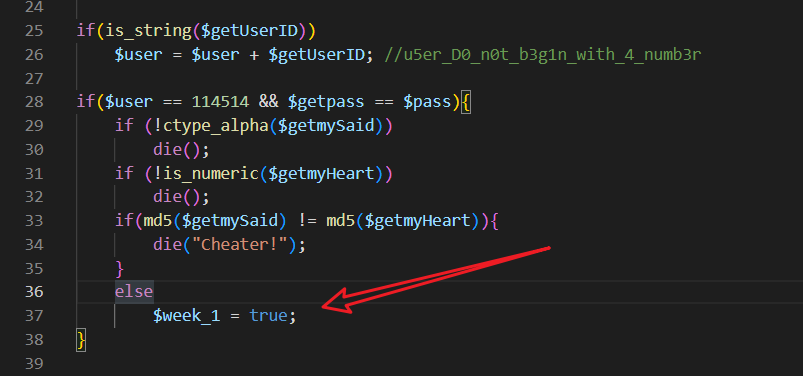 24
25 if(is_string($getUserID))
26 $user = $user + $getUserID; //u5er_D0_n0t_b3g1n_with_4_numb3r
27
28 if($user == 114514 && $getpass == $pass){
29 if (!ctype_alpha($getmySaid))
30 die();
31 if (!is_numeric($getmyHeart))
32 die();
33 if(md5($getmySaid) != md5($getmyHeart)){
34 die("Cheater!");
35 }
36 else
37 $week_1 = true;
38 }
39